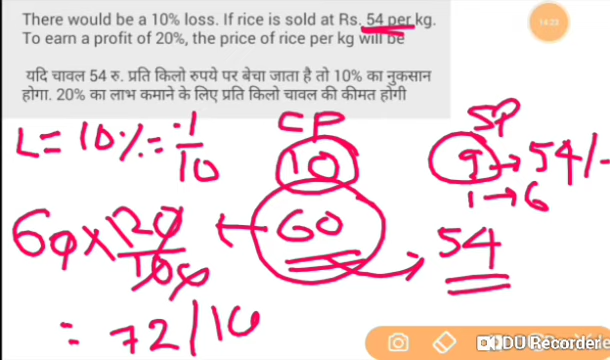 There would be a 10% loss. If rice is sold at Rs. 54 per kg.
To earn a profit of 20%, the price of rice per kg will be
यदि चावल 54 रु. प्रति किलो रुपये पर बेचा जाता है तो 10% का नुकसान
होगा. 20% का लाभ कमाने के लिए प्रति किलो चावल की कीमत होगी
16:23
CP
SP
L = 10% = -1/10
10
9 → 54/-
1 → 6
60 × 120/100
60
54
= 72/
DU Recorder